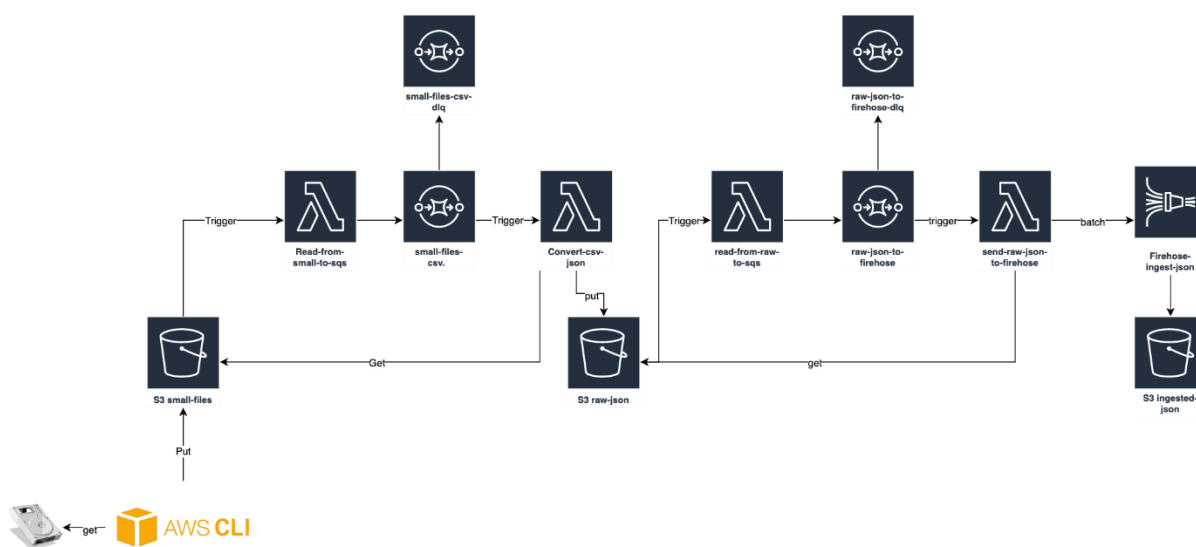 small-files-csv-
dlq
raw-json-to-
firehose-dlq
Trigger
Trigger
Trigger
trigger
batch
Read-from-
small-to-sqs
small-files-
csv.
Convert-csv-
json
read-from-raw-
to-sqs
raw-json-to-
firehose
send-raw-json-
to-firehose
Firehose-
ingest-json
put
Get
get
S3 small-files
S3 raw-json
S3 ingested-
json
Put
get
AWS CLI